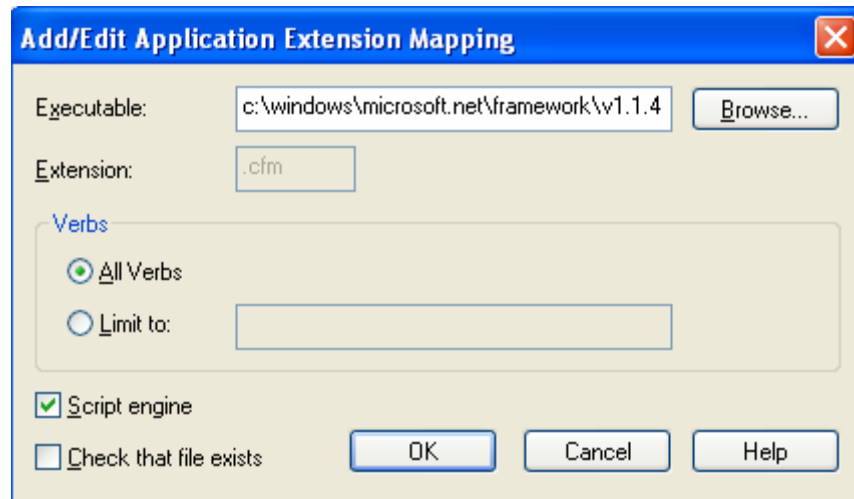 Add/Edit Application Extension Mapping
Executable: c:\windows\microsoft.net\framework\v1.1.4 Browse...
Extension: .cfm
Verbs
All Verbs
Limit to:
Script engine
Check that file exists OK Cancel Help